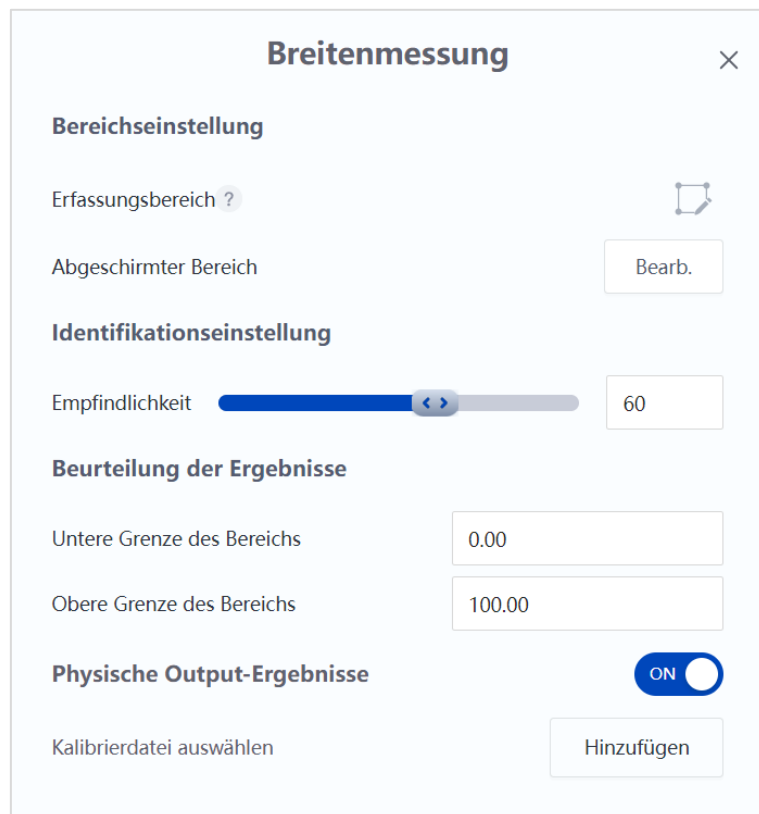 Breitenmessung
Bereichseinstellung
Erfassungsbereich ?
Abgeschirmter Bereich Bearb.
Identifikationseinstellung
Empfindlichkeit 60
Beurteilung der Ergebnisse
Untere Grenze des Bereichs 0.00
Obere Grenze des Bereichs 100.00
Physische Output-Ergebnisse ON
Kalibrierdatei auswählen Hinzufügen